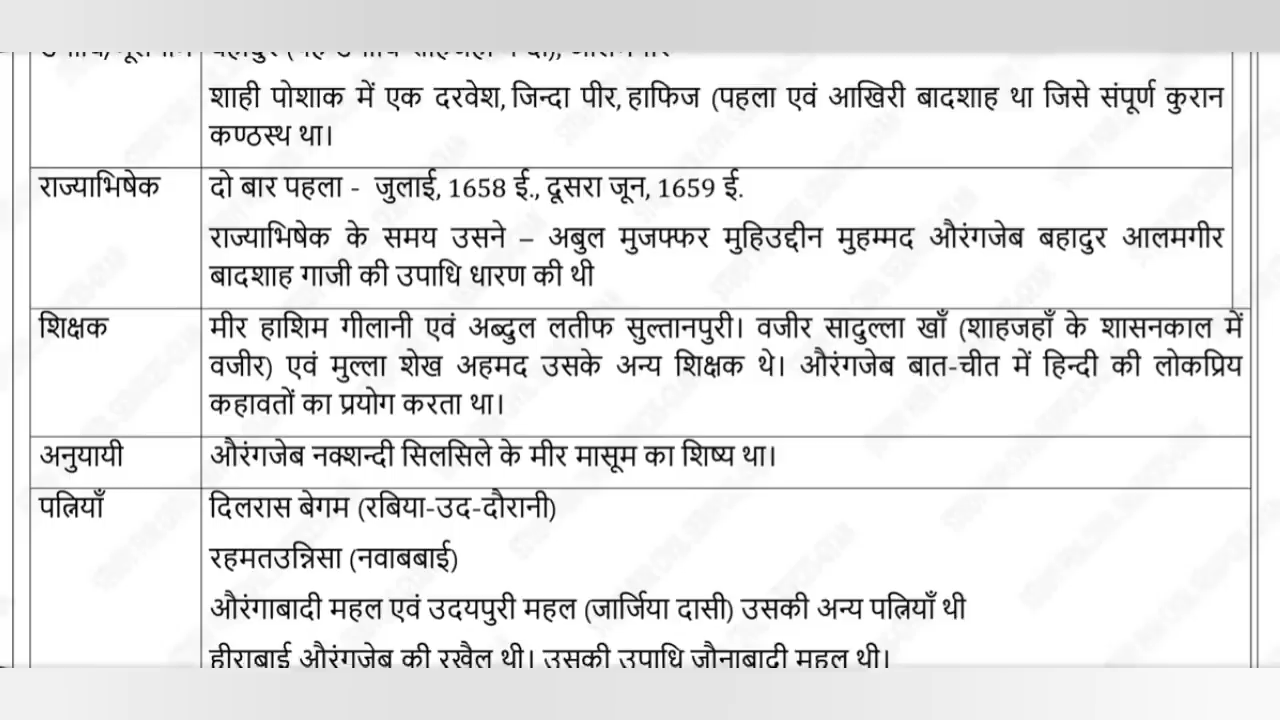 शाही पोशाक में एक दरवेश, जिन्दा पीर, हाफिज (पहला एवं आखिरी बादशाह था जिसे संपूर्ण कुरान
कण्ठस्थ था।
राज्याभिषेक दो बार पहला - जुलाई, 1658 ई., दूसरा जून, 1659 ई.
राज्याभिषेक के समय उसने – अबुल मुजफ्फर मुहिउद्दीन मुहम्मद औरंगजेब बहादुर आलमगीर
बादशाह गाजी की उपाधि धारण की थी
शिक्षक मीर हाशिम गीलानी एवं अब्दुल लतीफ सुल्तानपुरी। वजीर सादुल्ला खाँ (शाहजहाँ के शासनकाल में
वजीर) एवं मुल्ला शेख अहमद उसके अन्य शिक्षक थे। औरंगजेब बात-चीत में हिन्दी की लोकप्रिय
कहावतों का प्रयोग करता था।
अनुयायी औरंगजेब नक्शन्दी सिलसिले के मीर मासूम का शिष्य था।
पत्नियाँ दिलरास बेगम (रबिया-उद-दौरानी)
रहमतउन्निसा (नवाबबाई)
औरंगाबादी महल एवं उदयपुरी महल (जार्जिया दासी) उसकी अन्य पत्नियाँ थी
हीराबाई औरंगजेब की रखैल थी। उसकी उपाधि जौनाबादी महल थी।